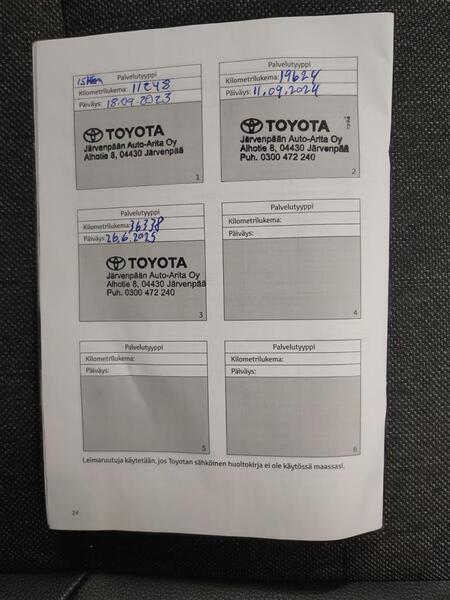 Palvelutyyppi
Kilometrilukema: 11248
Päiväys: 18.09.2023
TOYOTA
Järvenpään Auto-Arita Oy
Alhotie 8, 04430 Järvenpää
1
Palvelutyyppi
Kilometrilukema: 19624
Päiväys: 11.09.2024
TOYOTA
Järvenpään Auto-Arita Oy
Alhotie 8, 04430 Järvenpää
Puh. 0300 472 240
2
Palvelutyyppi
Kilometrilukema: 36338
Päiväys: 26.6.2025
TOYOTA
Järvenpään Auto-Arita Oy
Alhotie 8, 04430 Järvenpää
Puh. 0300 472 240
3
Palvelutyyppi
Kilometrilukema:
Päiväys:
4
Palvelutyyppi
Kilometrilukema:
Päiväys:
5
Palvelutyyppi
Kilometrilukema:
Päiväys:
6
Leimaruutuja käytetään, jos Toyotan sähköinen huoltokirja ei ole käytössä maassasi.
24